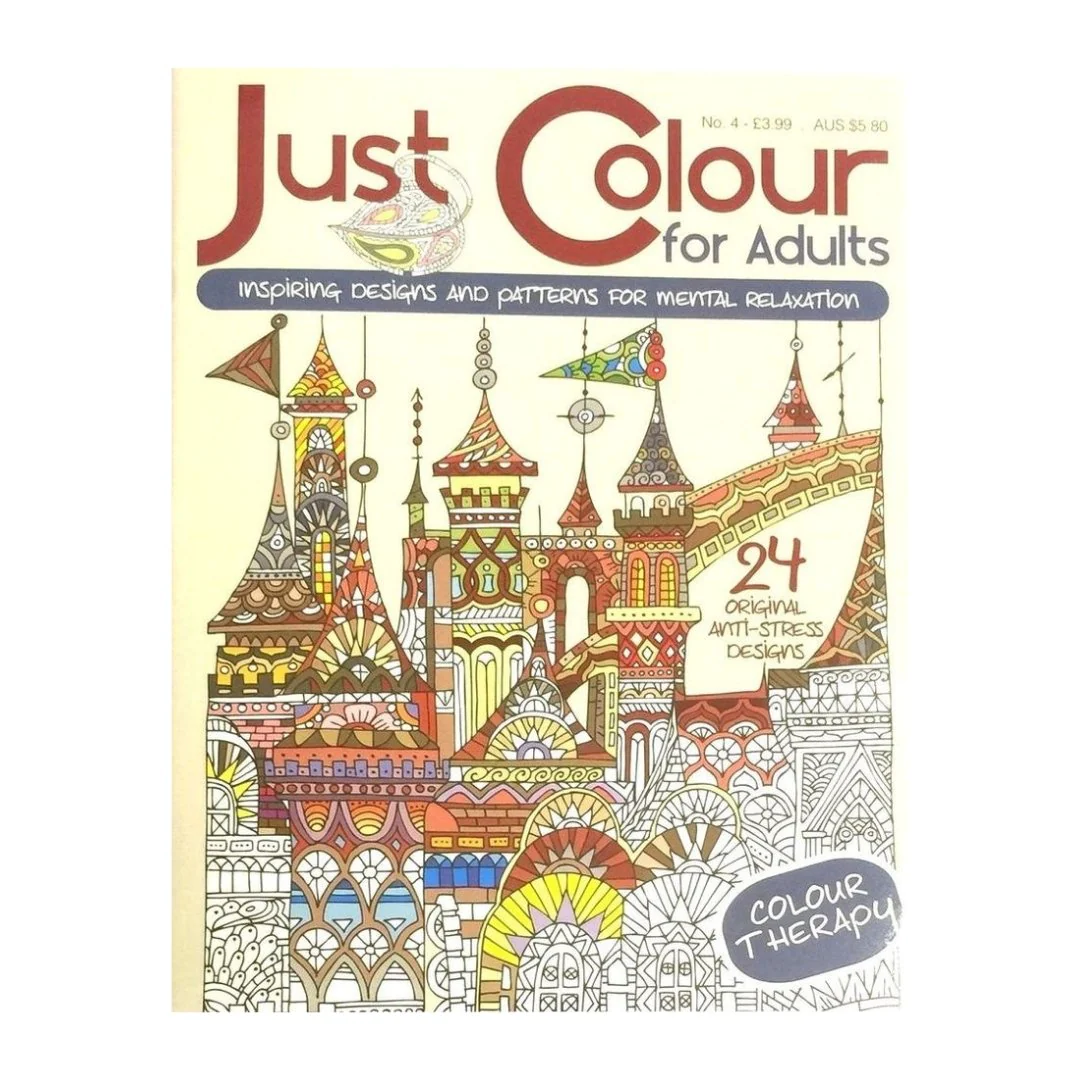 Just Colour
No. 4 - £3.99 AUS $5.80
for Adults
INSPIRING DESIGNS AND PATTERNS FOR MENTAL RELAXATION
24
ORIGINAL
ANTI-STRESS
DESIGNS
COLOUR
THERAPY